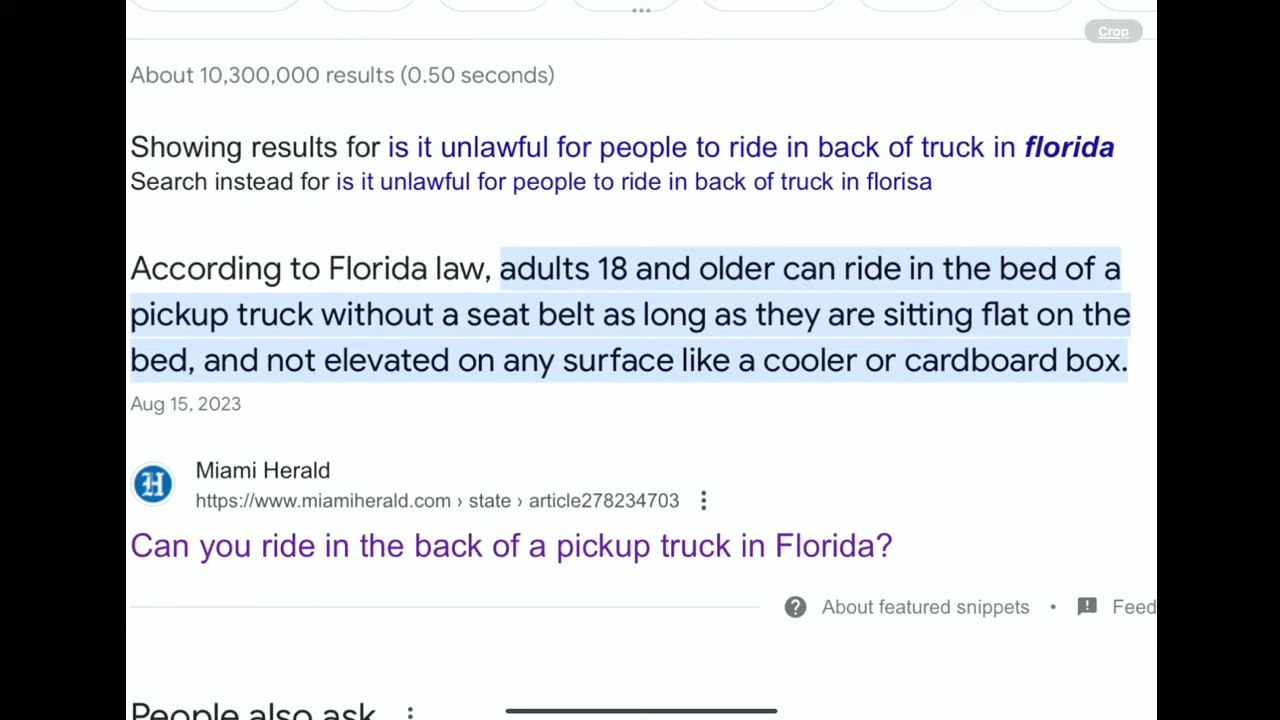 Crop
About 10,300,000 results (0.50 seconds)
Showing results for is it unlawful for people to ride in back of truck in florida
Search instead for is it unlawful for people to ride in back of truck in florisa
According to Florida law, adults 18 and older can ride in the bed of a
pickup truck without a seat belt as long as they are sitting flat on the
bed, and not elevated on any surface like a cooler or cardboard box.
Aug 15, 2023
H
Miami Herald
https://www.miamiherald.com › state › article278234703
Can you ride in the back of a pickup truck in Florida?
About featured snippets • Feed
People also ask